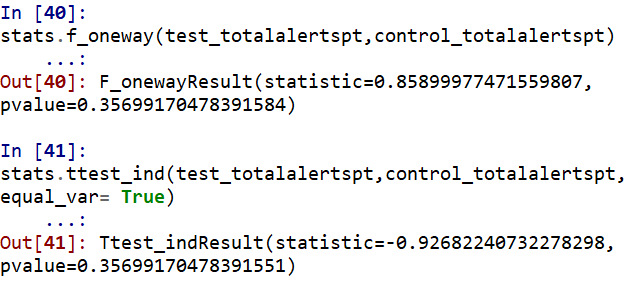 In [40]:
stats.f_oneway(test_totalalertspt,control_totalalertspt)
...:
Out[40]: F_onewayResult(statistic=0.85899977471559807,
pvalue=0.35699170478391584)
In [41]:
stats.ttest_ind(test_totalalertspt,control_totalalertspt,
equal_var= True)
...:
Out[41]: Ttest_indResult(statistic=-0.92682240732278298,
pvalue=0.35699170478391551)